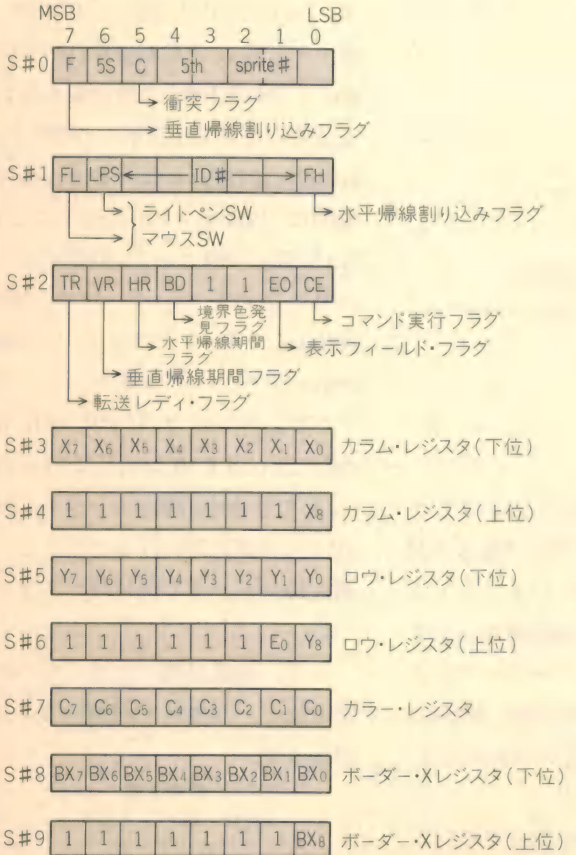 MSB LSB
7 6 5 4 3 2 1 0
S#0 F 5S C 5th sprite#
衝突フラグ
垂直帰線割り込みフラグ
S#1 FL LPS ID# FH
ライトペンSW
マウスSW
水平帰線割り込みフラグ
S#2 TR VR HR BD 1 1 EO CE
境界色発
見フラグ
コマンド実行フラグ
水平帰線期間
フラグ
表示フィールド・フラグ
垂直帰線期間フラグ
転送レディ・フラグ
S#3 X7 X6 X5 X4 X3 X2 X1 X0 カラム・レジスタ(下位)
S#4 1 1 1 1 1 1 1 X8 カラム・レジスタ(上位)
S#5 Y7 Y6 Y5 Y4 Y3 Y2 Y1 Y0 ロウ・レジスタ(下位)
S#6 1 1 1 1 1 1 E0 Y8 ロウ・レジスタ(上位)
S#7 C7 C6 C5 C4 C3 C2 C1 C0 カラー・レジスタ
S#8 BX7 BX6 BX5 BX4 BX3 BX2 BX1 BX0 ボーダー・Xレジスタ(下位)
S#9 1 1 1 1 1 1 1 BX8 ボーダー・Xレジスタ(上位)